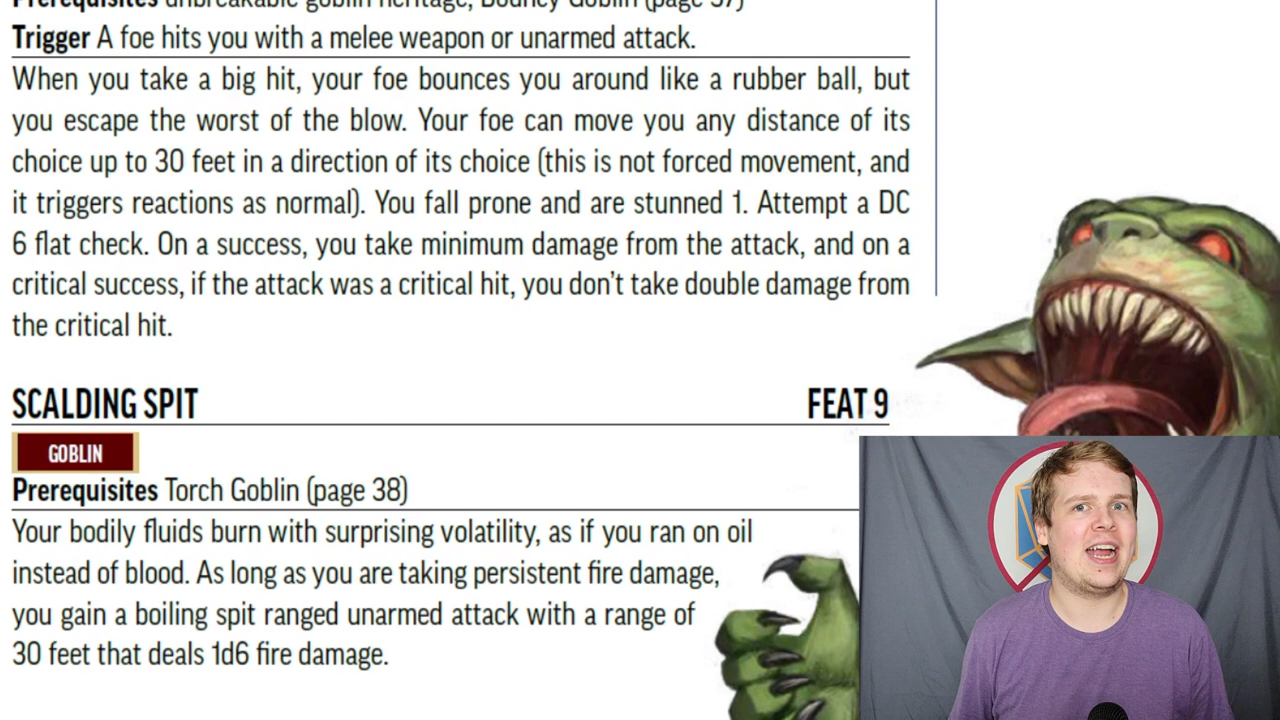 Prerequisites unbreakable goblin heritage, Bouncy Goblin (page 37)
Trigger A foe hits you with a melee weapon or unarmed attack.
When you take a big hit, your foe bounces you around like a rubber ball, but
you escape the worst of the blow. Your foe can move you any distance of its
choice up to 30 feet in a direction of its choice (this is not forced movement, and
it triggers reactions as normal). You fall prone and are stunned 1. Attempt a DC
6 flat check. On a success, you take minimum damage from the attack, and on a
critical success, if the attack was a critical hit, you don't take double damage from
the critical hit.
SCALDING SPIT FEAT 9
GOBLIN
Prerequisites Torch Goblin (page 38)
Your bodily fluids burn with surprising volatility, as if you ran on oil
instead of blood. As long as you are taking persistent fire damage,
you gain a boiling spit ranged unarmed attack with a range of
30 feet that deals 1d6 fire damage.